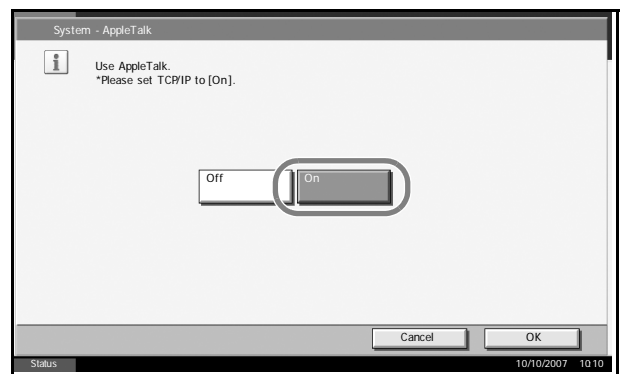 System - AppleTalk
Use AppleTalk.
*Please set TCP/IP to [On].
Off On
Cancel OK
Status 10/10/2007 10:10